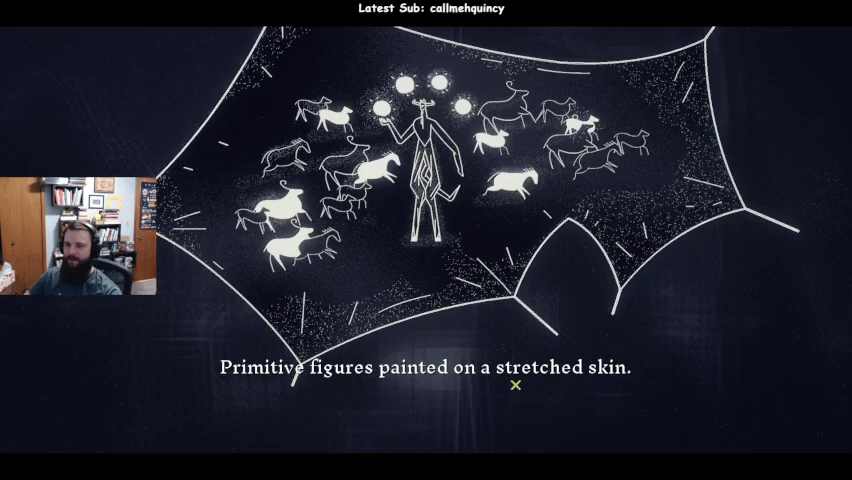 Latest Sub: callmehquincy
Primitive figures painted on a stretched skin.